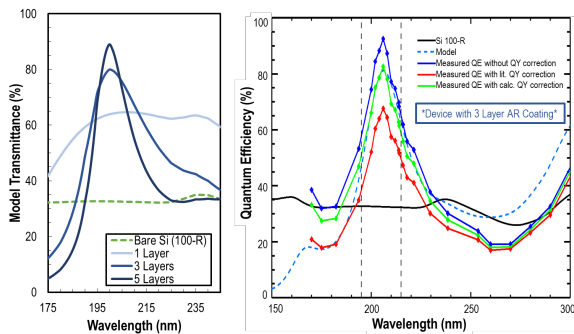 100
80
60
40
20
0
Model Transmittance (%)
175
195
215
235
Wavelength (nm)
Bare Si (100-R)
1 Layer
3 Layers
5 Layers
100
80
60
40
20
0
Quantum Efficiency (%)
150
200
250
300
Wavelength (nm)
Si 100-R
Model
Measured QE without QY correction
Measured QE with lit. QY correction
Measured QE with calc. QY correction
*Device with 3 Layer AR Coating*